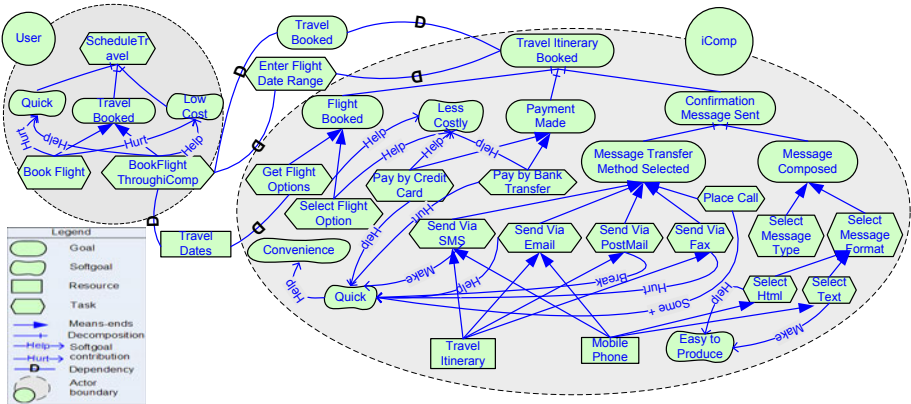 User
ScheduleTr
avel
Quick
Travel
Booked
Low
Cost
Hurt
Help
Hurt
Help
Book Flight
BookFlight
ThroughiComp
D
Travel
Dates
Travel
Booked
D
Enter Flight
Date Range
D
D
D
D
iComp
Travel Itinerary
Booked
Flight
Booked
Less
Costly
Payment
Made
Confirmation
Message Sent
Help
Help
Help
Help
Get Flight
Options
Select Flight
Option
Pay by Credit
Card
Pay by Bank
Transfer
Message Transfer
Method Selected
Message
Composed
Place Call
Select
Message
Type
Select
Message
Format
Convenience
Help
Hurt
Send Via
SMS
Send Via
Email
Send Via
PostMail
Send Via
Fax
Help
Quick
Make
Help
Break
Hurt
Some +
Help
Select
Html
Select
Text
Travel
Itinerary
Mobile
Phone
Easy to
Produce
Make
Legend
Goal
Softgoal
Resource
Task
Means-ends
Decomposition
Help
Softgoal
Hurt
contribution
D
Dependency
Actor
boundary